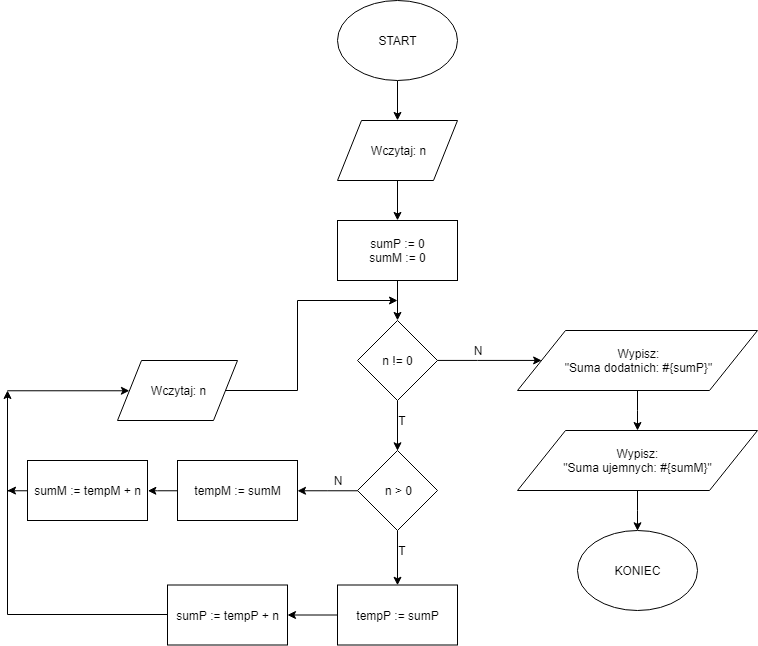 START
Wczytaj: n
sumP := 0
sumM := 0
n != 0
N
Wypisz:
"Suma dodatnich: #{sumP}"
Wczytaj: n
T
Wypisz:
"Suma ujemnych: #{sumM}"
n > 0
N
tempM := sumM
sumM := tempM + n
T
KONIEC
tempP := sumP
sumP := tempP + n